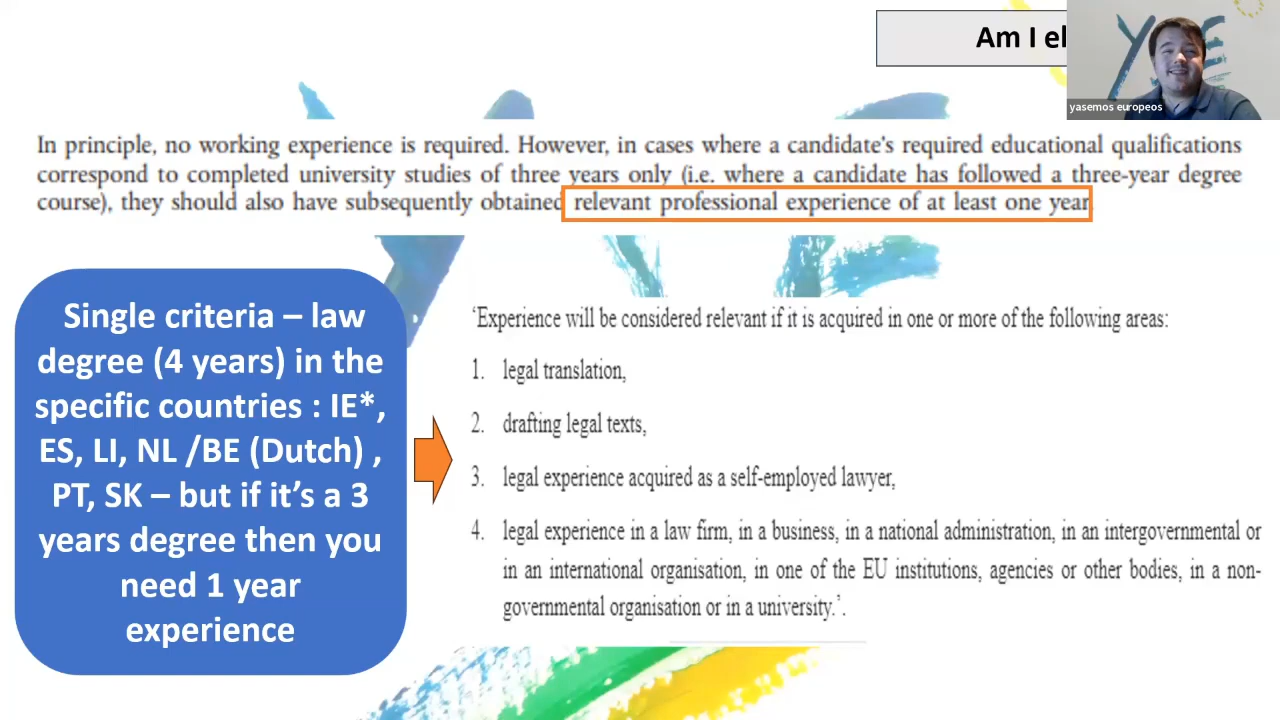 Am I el
yasemos europeos
In principle, no working experience is required. However, in cases where a candidate's required educational qualifications
correspond to completed university studies of three years only (i.e. where a candidate has followed a three-year degree
course), they should also have subsequently obtained relevant professional experience of at least one year
Single criteria – law
degree (4 years) in the
specific countries : IE*,
ES, LI, NL /BE (Dutch) ,
PT, SK – but if it's a 3
years degree then you
need 1 year
experience
'Experience will be considered relevant if it is acquired in one or more of the following areas:
1. legal translation,
2. drafting legal texts,
3. legal experience acquired as a self-employed lawyer,
4. legal experience in a law firm, in a business, in a national administration, in an intergovernmental or
in an international organisation, in one of the EU institutions, agencies or other bodies, in a non-
governmental organisation or in a university.'.